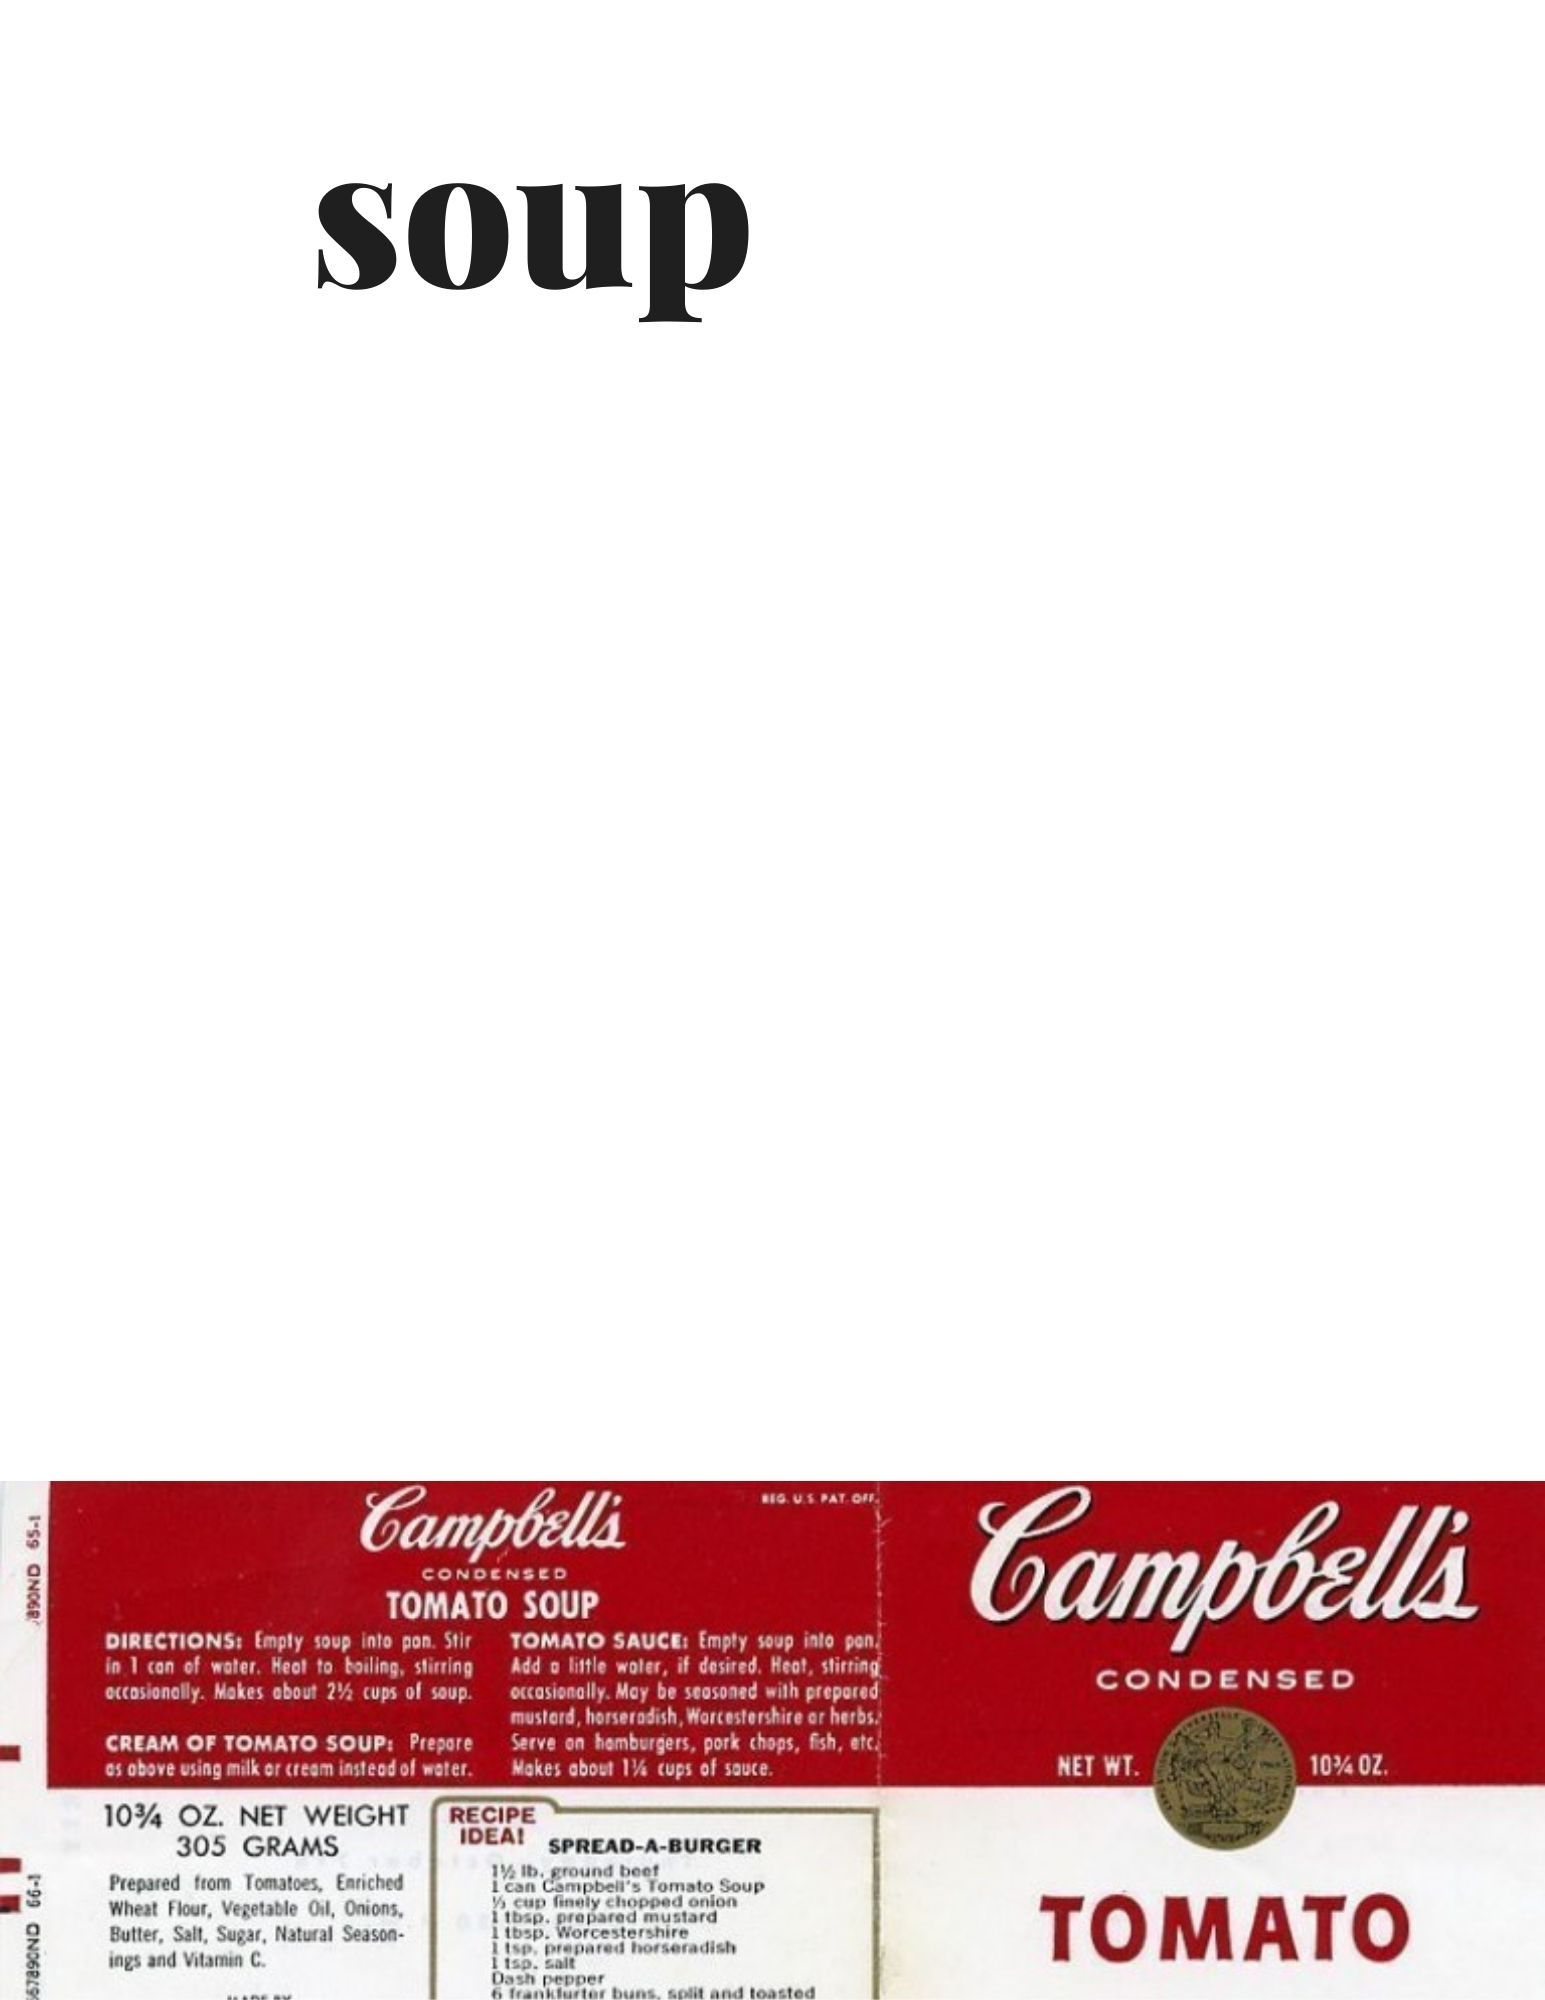 soup
Campbell's
REG. U.S. PAT. OFF.
CONDENSED
TOMATO SOUP
DIRECTIONS: Empty soup into pan. Stir
in 1 can of water. Heat to boiling, stirring
occasionally. Makes about 2½ cups of soup.
CREAM OF TOMATO SOUP: Prepare
as above using milk or cream instead of water.
TOMATO SAUCE: Empty soup into pan.
Add a little water, if desired. Heat, stirring
occasionally. May be seasoned with prepared
mustard, horseradish, Worcestershire or herbs.
Serve on hamburgers, pork chops, fish, etc.
Makes about 1¼ cups of sauce.
10¾ OZ. NET WEIGHT
305 GRAMS
Prepared from Tomatoes, Enriched
Wheat Flour, Vegetable Oil, Onions,
Butter, Salt, Sugar, Natural Season-
ings and Vitamin C.
RECIPE
IDEA!
SPREAD-A-BURGER
1½ lb. ground beef
1 can Campbell's Tomato Soup
⅓ cup finely chopped onion
1 tbsp. prepared mustard
1 tbsp. Worcestershire
1 tsp. prepared horseradish
1 tsp. salt
Dash pepper
6 frankfurter buns, split and toasted
Campbell's
CONDENSED
NET WT. 10¾ OZ.
TOMATO
890ND 65-1
67890ND 66-1